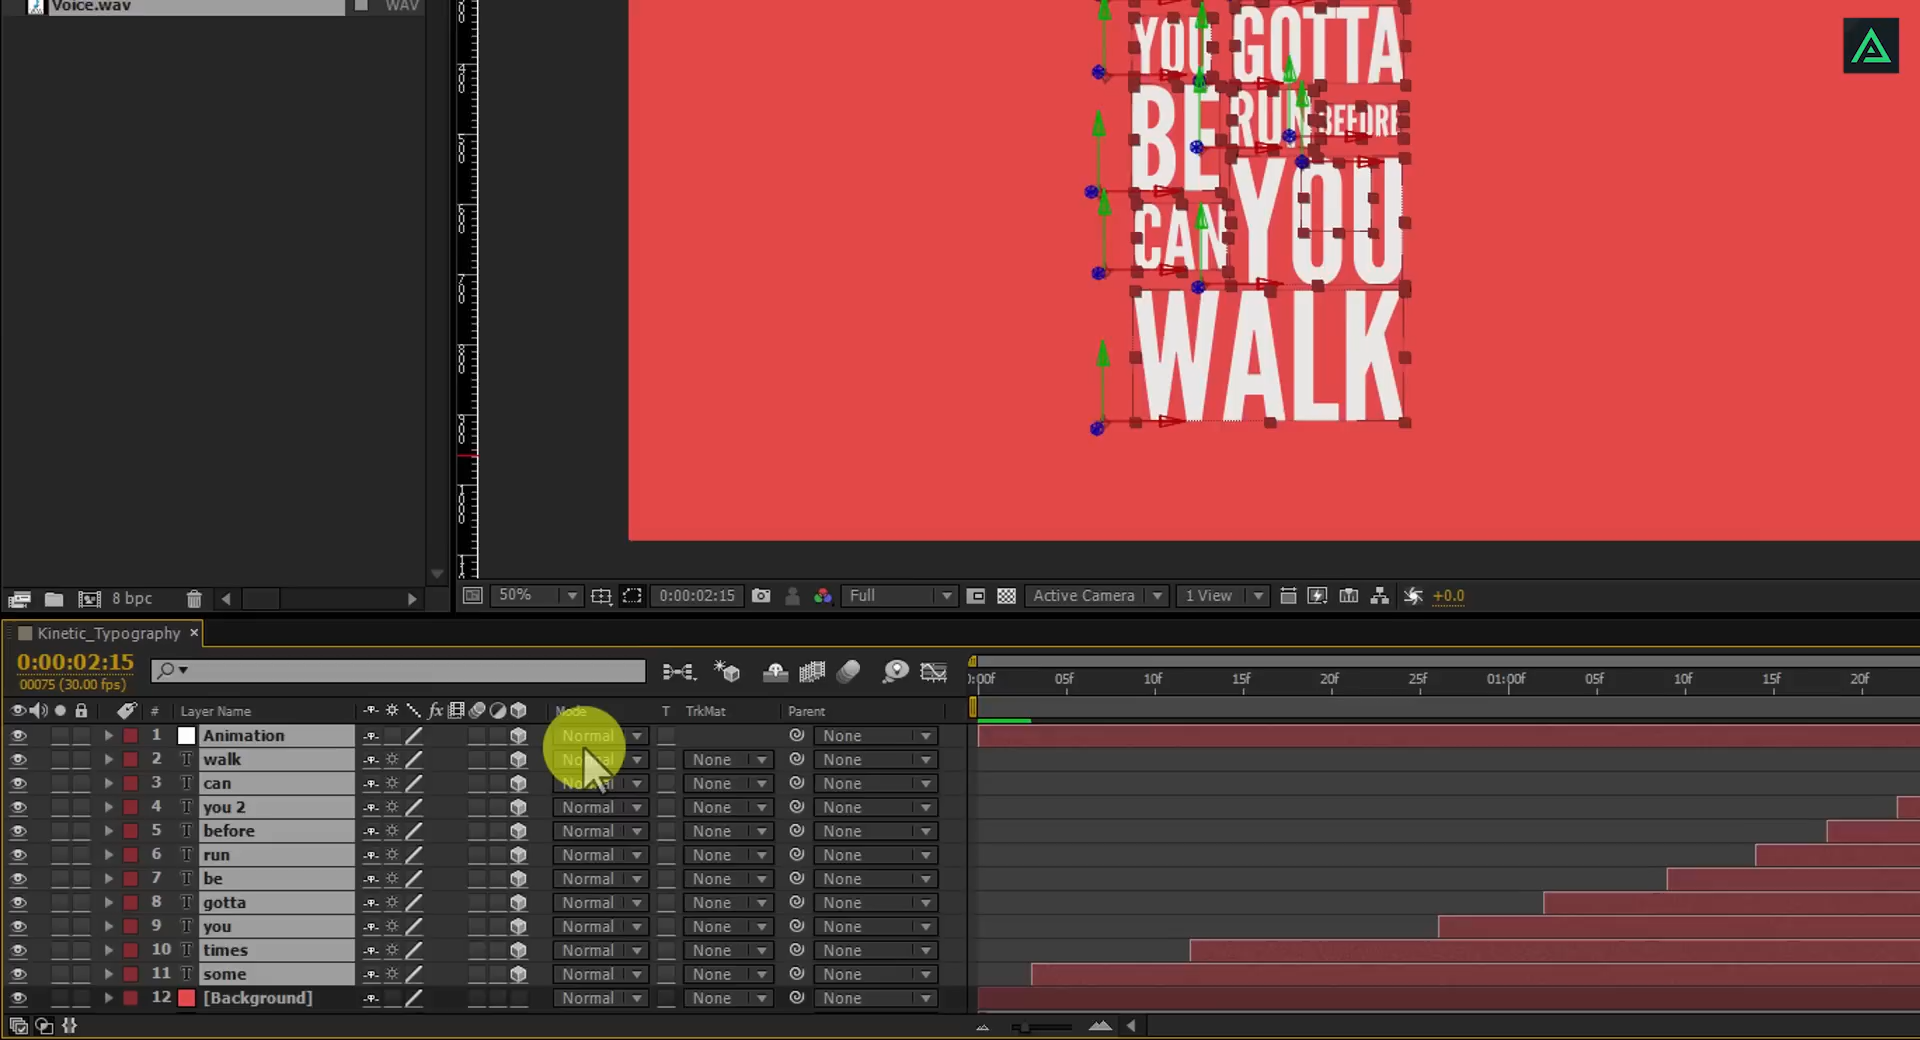 Voice.wav WAV
YOU GOTTA
BE RUN BEFORE
CAN YOU
WALK
8 bpc 50% 0:00:02:15 Full Active Camera 1 View +0.0
Kinetic_Typography ×
0:00:02:15
00075 (30.00 fps)
:00f 05f 10f 15f 20f 25f 01:00f 05f 10f 15f 20f
# Layer Name fx Mode T TrkMat Parent
1 Animation Normal None
2 walk Normal None None
3 can Normal None None
4 you 2 Normal None None
5 before Normal None None
6 run Normal None None
7 be Normal None None
8 gotta Normal None None
9 you Normal None None
10 times Normal None None
11 some Normal None None
12 [Background] Normal None None